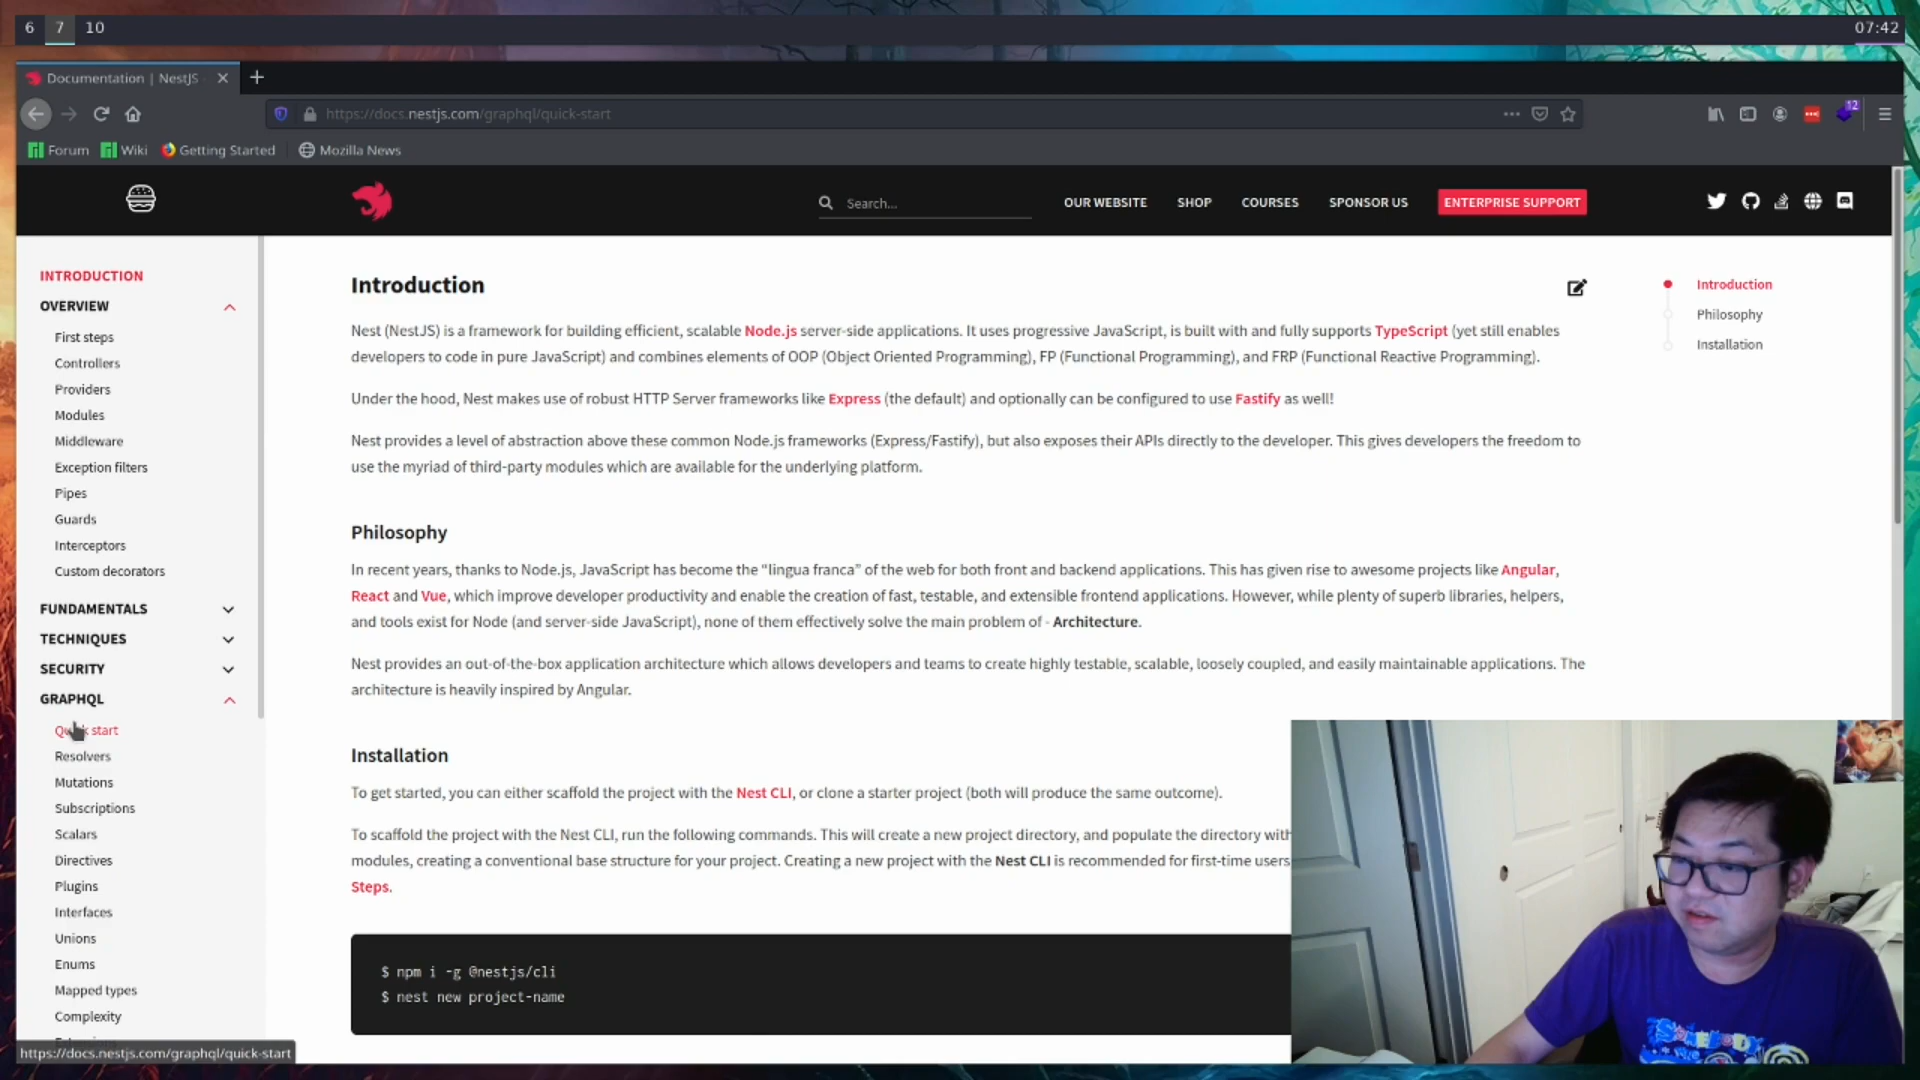 6 7 10 07:42
Documentation | NestJS
https://docs.nestjs.com/graphql/quick-start
12
Forum Wiki Getting Started Mozilla News
Search... OUR WEBSITE SHOP COURSES SPONSOR US ENTERPRISE SUPPORT
INTRODUCTION
OVERVIEW
First steps
Controllers
Providers
Modules
Middleware
Exception filters
Pipes
Guards
Interceptors
Custom decorators
FUNDAMENTALS
TECHNIQUES
SECURITY
GRAPHQL
Quick start
Resolvers
Mutations
Subscriptions
Scalars
Directives
Plugins
Interfaces
Unions
Enums
Mapped types
Complexity
https://docs.nestjs.com/graphql/quick-start
Introduction
Nest (NestJS) is a framework for building efficient, scalable Node.js server-side applications. It uses progressive JavaScript, is built with and fully supports TypeScript (yet still enables
developers to code in pure JavaScript) and combines elements of OOP (Object Oriented Programming), FP (Functional Programming), and FRP (Functional Reactive Programming).
Under the hood, Nest makes use of robust HTTP Server frameworks like Express (the default) and optionally can be configured to use Fastify as well!
Nest provides a level of abstraction above these common Node.js frameworks (Express/Fastify), but also exposes their APIs directly to the developer. This gives developers the freedom to
use the myriad of third-party modules which are available for the underlying platform.
Philosophy
In recent years, thanks to Node.js, JavaScript has become the “lingua franca” of the web for both front and backend applications. This has given rise to awesome projects like Angular,
React and Vue, which improve developer productivity and enable the creation of fast, testable, and extensible frontend applications. However, while plenty of superb libraries, helpers,
and tools exist for Node (and server-side JavaScript), none of them effectively solve the main problem of - Architecture.
Nest provides an out-of-the-box application architecture which allows developers and teams to create highly testable, scalable, loosely coupled, and easily maintainable applications. The
architecture is heavily inspired by Angular.
Installation
To get started, you can either scaffold the project with the Nest CLI, or clone a starter project (both will produce the same outcome).
To scaffold the project with the Nest CLI, run the following commands. This will create a new project directory, and populate the directory with
modules, creating a conventional base structure for your project. Creating a new project with the Nest CLI is recommended for first-time users
Steps.
$ npm i -g @nestjs/cli
$ nest new project-name
Introduction
Philosophy
Installation
SOMEBODY